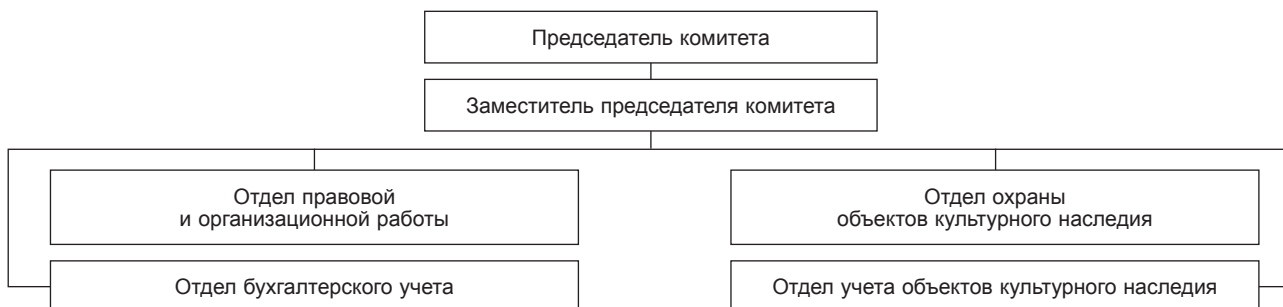 Председатель комитета
Заместитель председателя комитета
Отдел правовой
и организационной работы
Отдел охраны
объектов культурного наследия
Отдел бухгалтерского учета
Отдел учета объектов культурного наследия